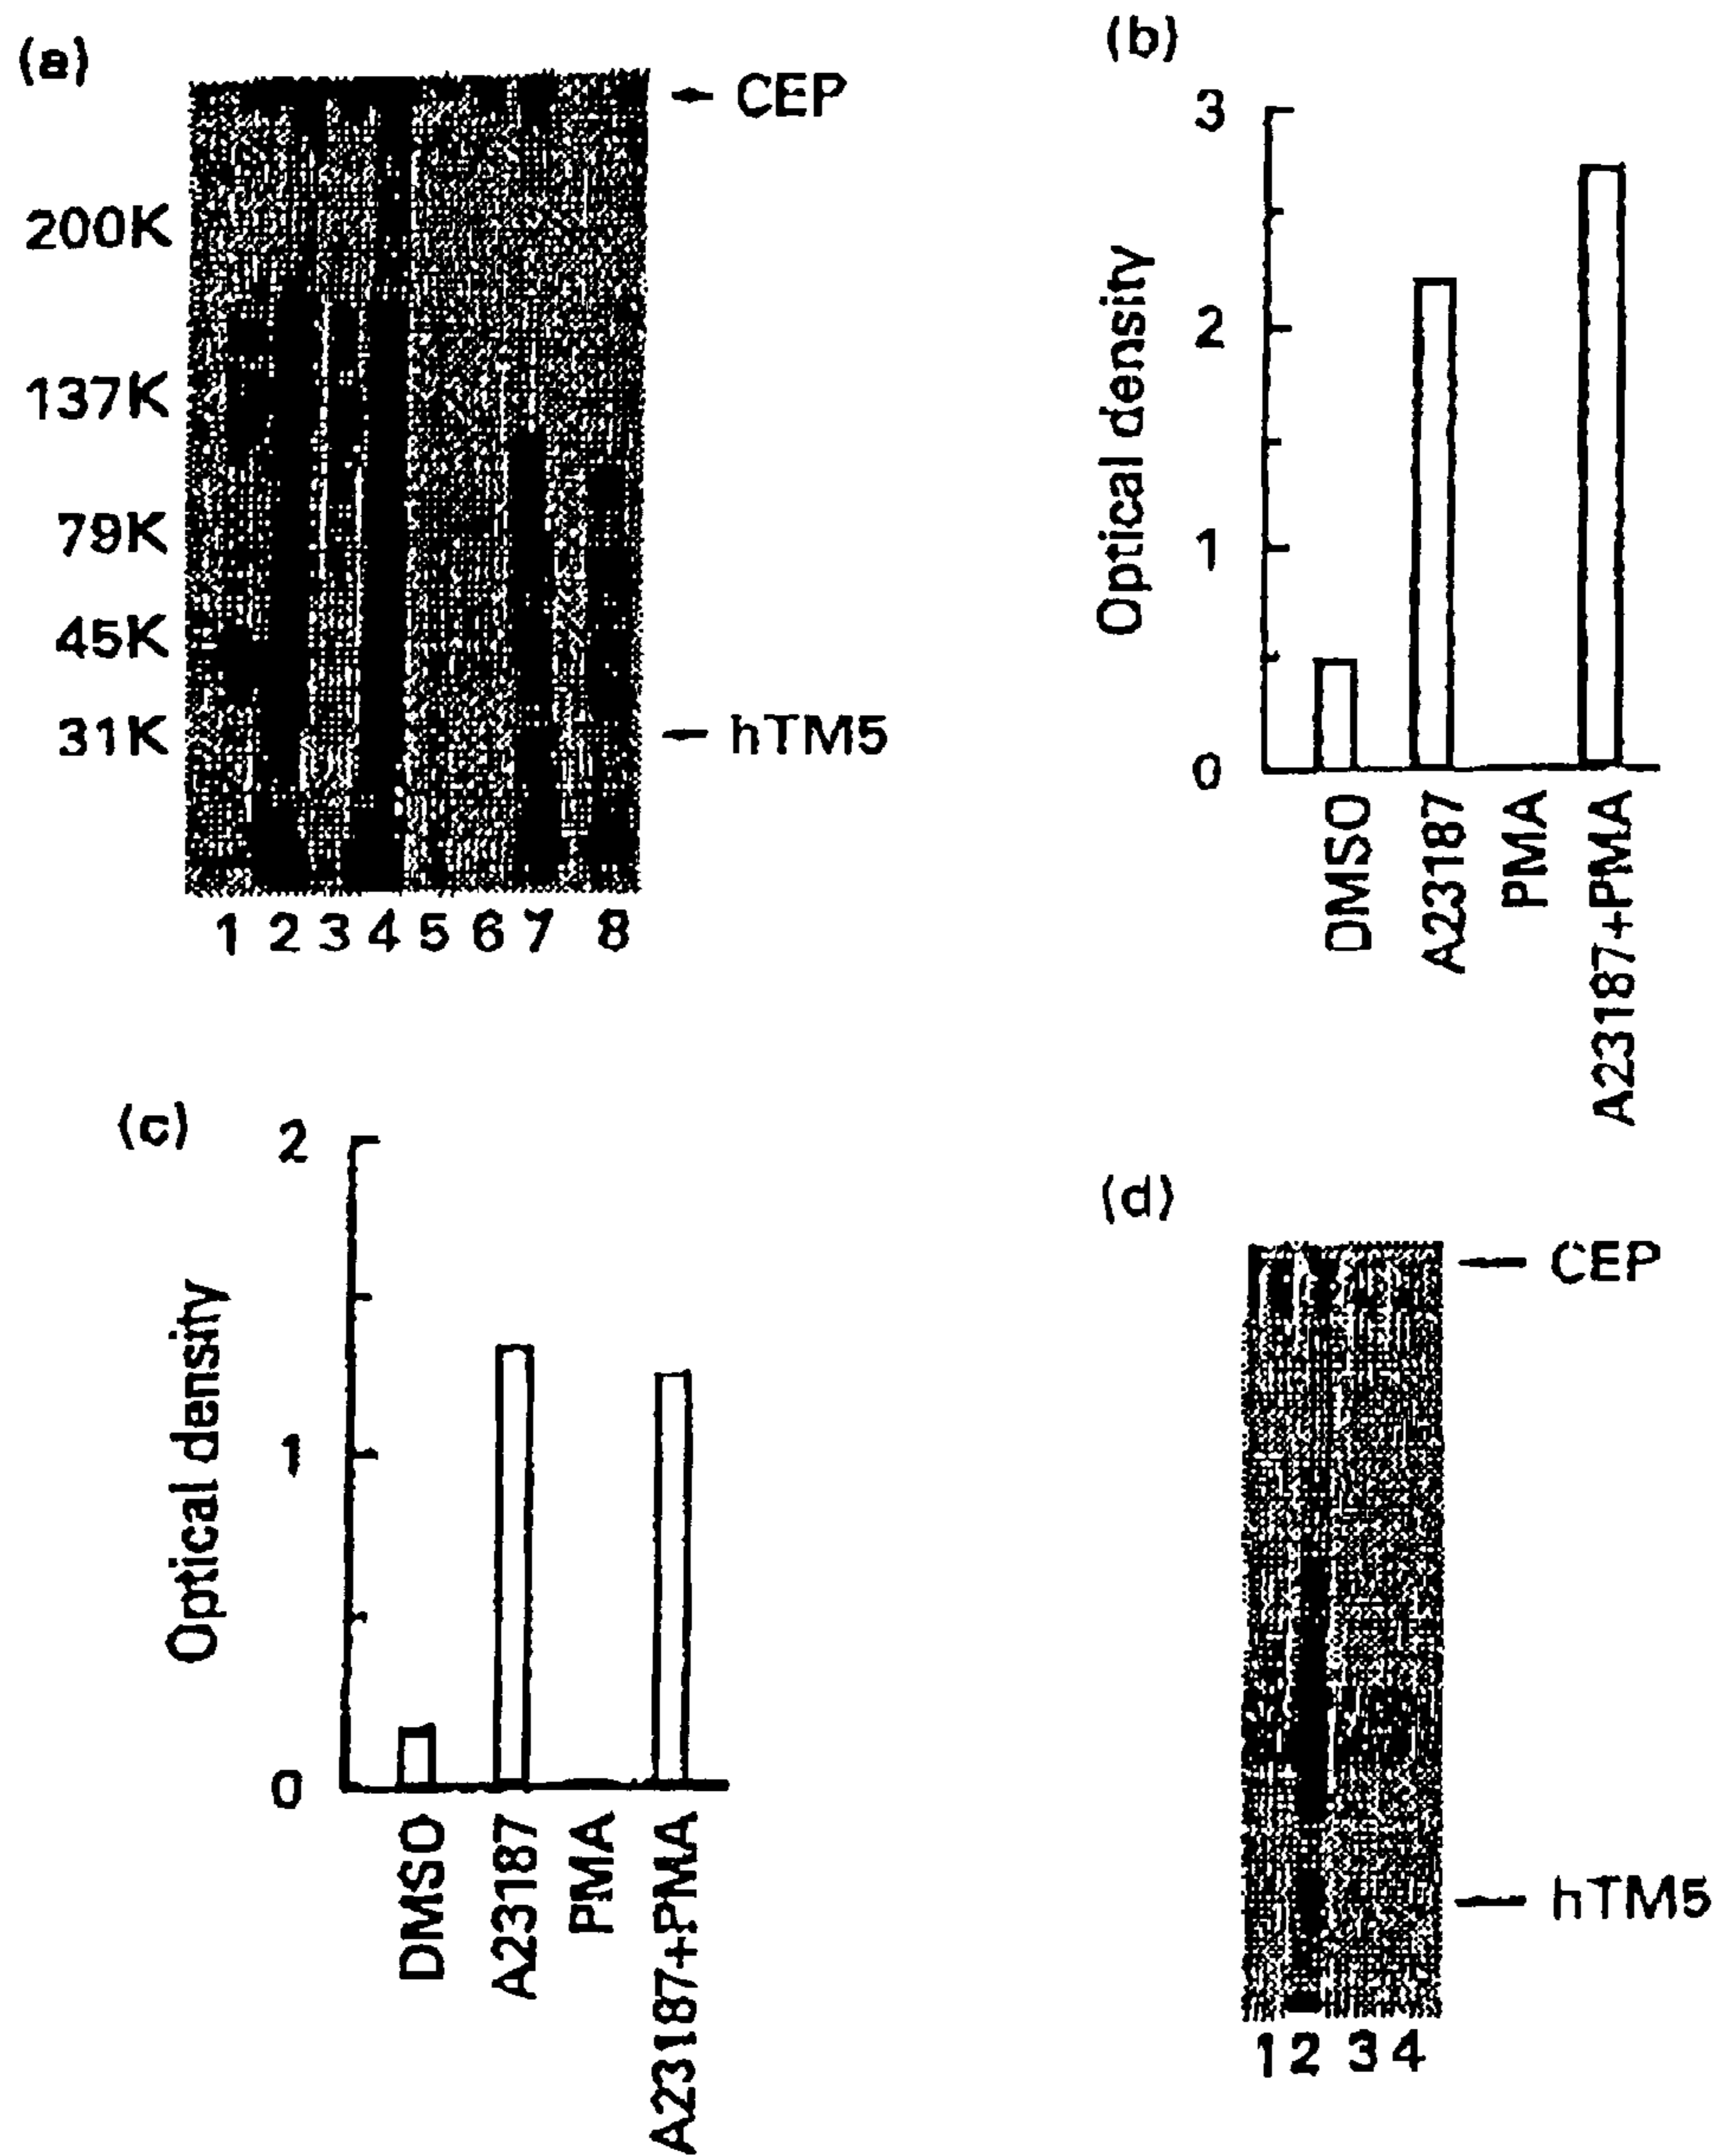 (a)
CEP
200K
137K
79K
45K
31K
hTM5
1 2 3 4 5 6 7 8
(b)
3
2
1
0
Optical density
DMSO
A23187
PMA
A23187+PMA
(c)
2
1
0
Optical density
DMSO
A23187
PMA
A23187+PMA
(d)
CEP
hTM5
1 2 3 4